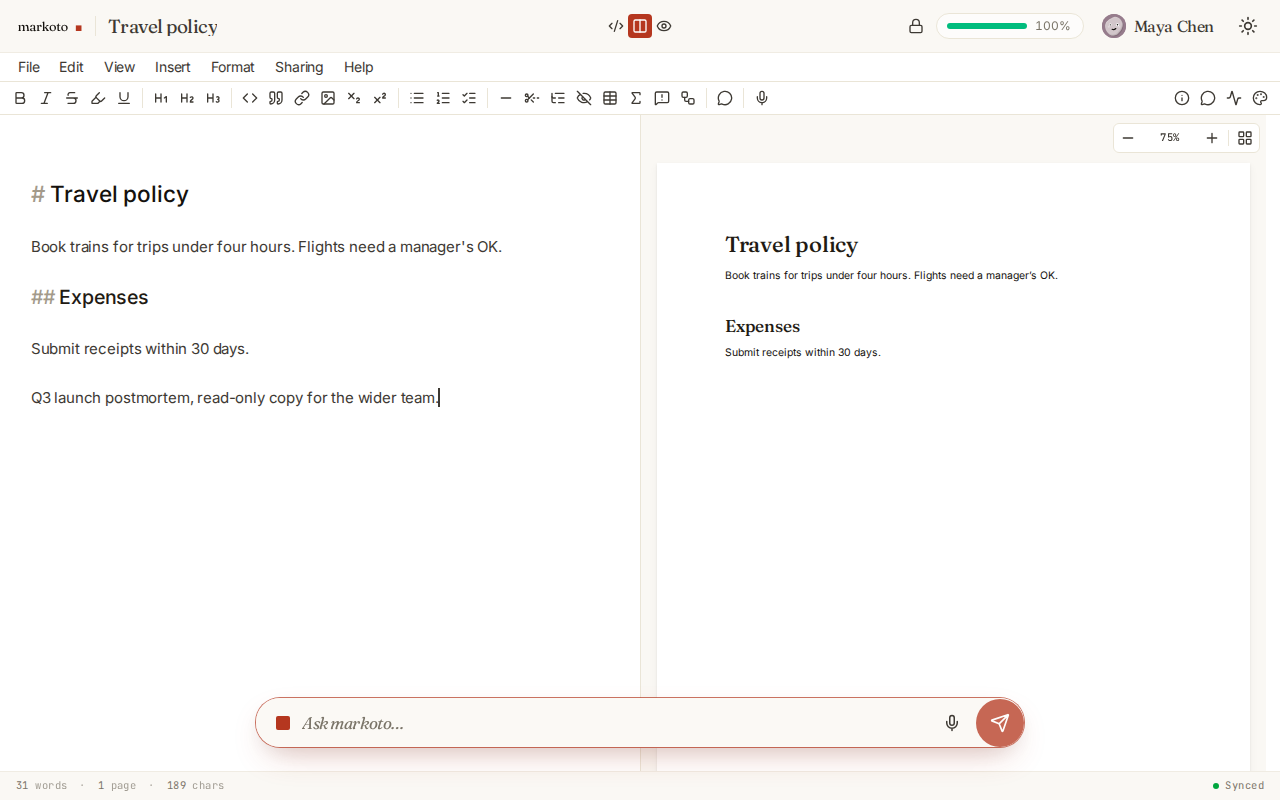 markoto
Travel policy
100%
Maya Chen
File Edit View Insert Format Sharing Help
H1 H2 H3
75%
# Travel policy
Book trains for trips under four hours. Flights need a manager's OK.
## Expenses
Submit receipts within 30 days.
Q3 launch postmortem, read-only copy for the wider team.
Travel policy
Book trains for trips under four hours. Flights need a manager's OK.
Expenses
Submit receipts within 30 days.
Ask markoto...
31 words · 1 page · 189 chars
Synced